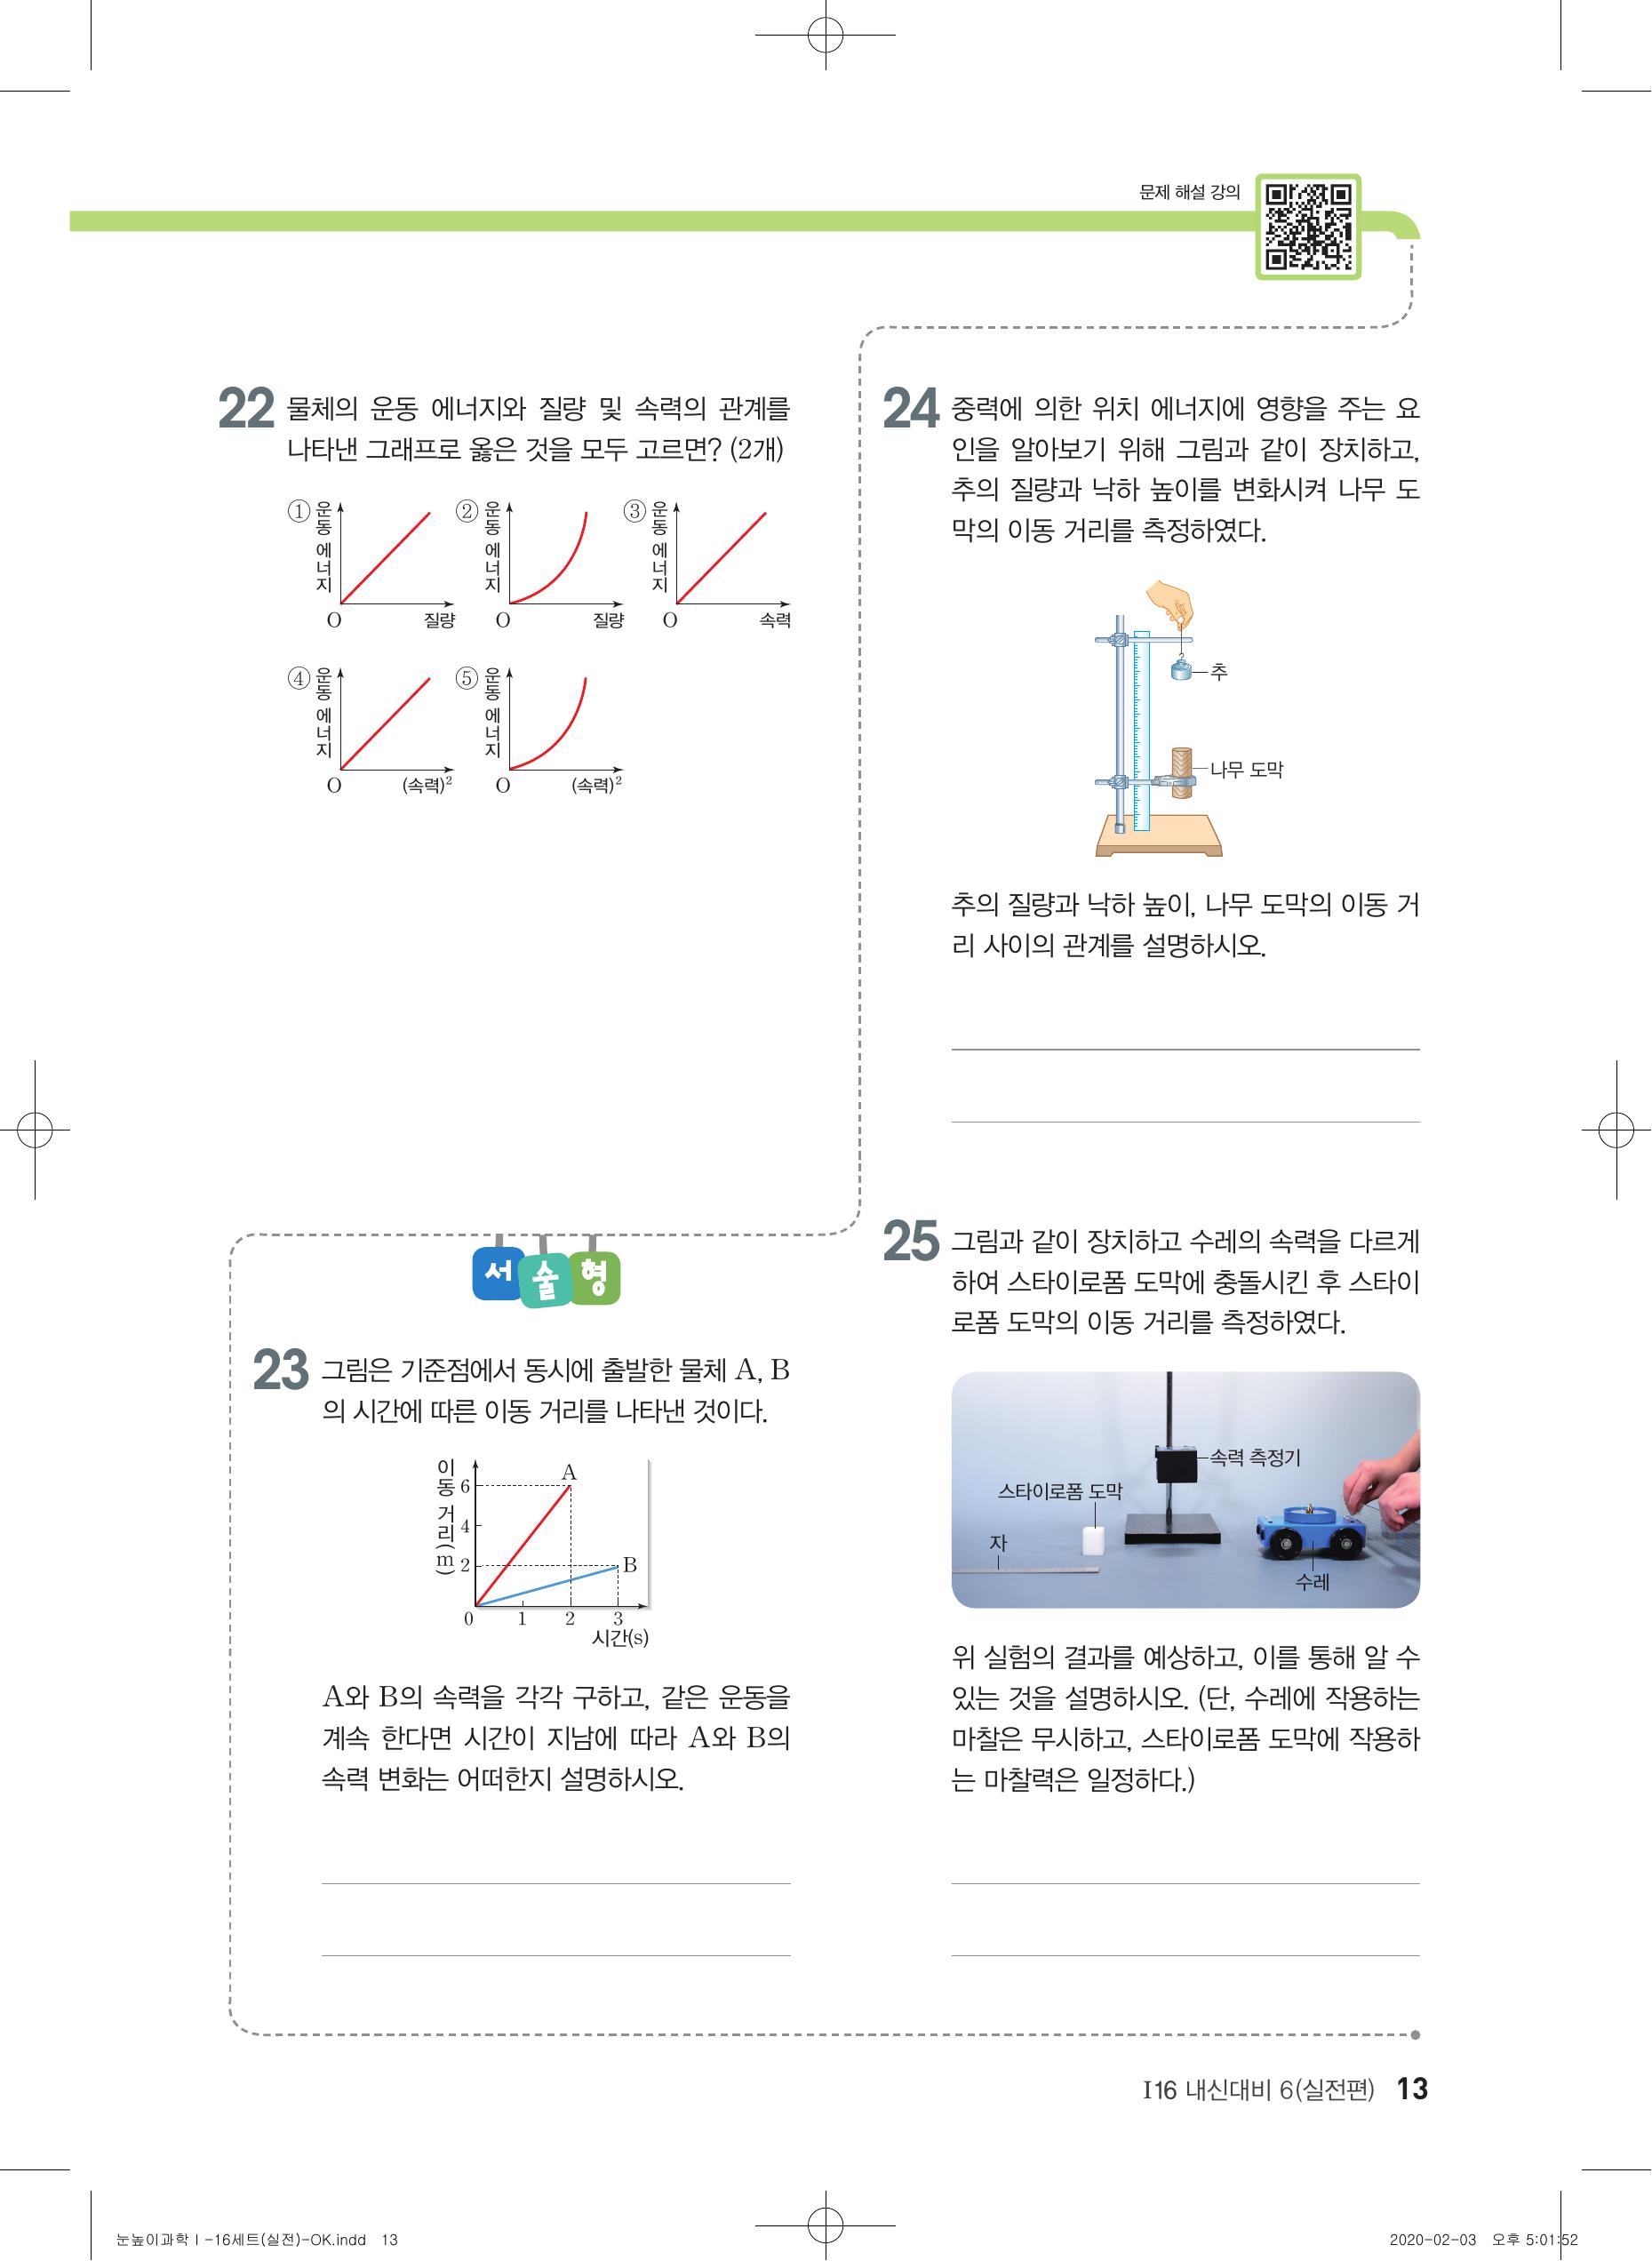 문제 해설 강의
22 물체의 운동 에너지와 질량 및 속력의 관계를
나타낸 그래프로 옳은 것을 모두 고르면? (2개)
① 운동 에너지 O 질량
② 운동 에너지 O 질량
③ 운동 에너지 O 속력
④ 운동 에너지 O (속력)²
⑤ 운동 에너지 O (속력)²
서술형
23 그림은 기준점에서 동시에 출발한 물체 A, B
의 시간에 따른 이동 거리를 나타낸 것이다.
이동 거리(m)
6
4
2
A
B
0 1 2 3
시간(s)
A와 B의 속력을 각각 구하고, 같은 운동을
계속 한다면 시간이 지남에 따라 A와 B의
속력 변화는 어떠한지 설명하시오.
24 중력에 의한 위치 에너지에 영향을 주는 요
인을 알아보기 위해 그림과 같이 장치하고,
추의 질량과 낙하 높이를 변화시켜 나무 도
막의 이동 거리를 측정하였다.
추
나무 도막
추의 질량과 낙하 높이, 나무 도막의 이동 거
리 사이의 관계를 설명하시오.
25 그림과 같이 장치하고 수레의 속력을 다르게
하여 스타이로폼 도막에 충돌시킨 후 스타이
로폼 도막의 이동 거리를 측정하였다.
속력 측정기
스타이로폼 도막
자
수레
위 실험의 결과를 예상하고, 이를 통해 알 수
있는 것을 설명하시오. (단, 수레에 작용하는
마찰은 무시하고, 스타이로폼 도막에 작용하
는 마찰력은 일정하다.)
I16 내신대비 6(실전편) 13
눈높이과학 I -16세트(실전)-OK.indd 13
2020-02-03 오후 5:01:52